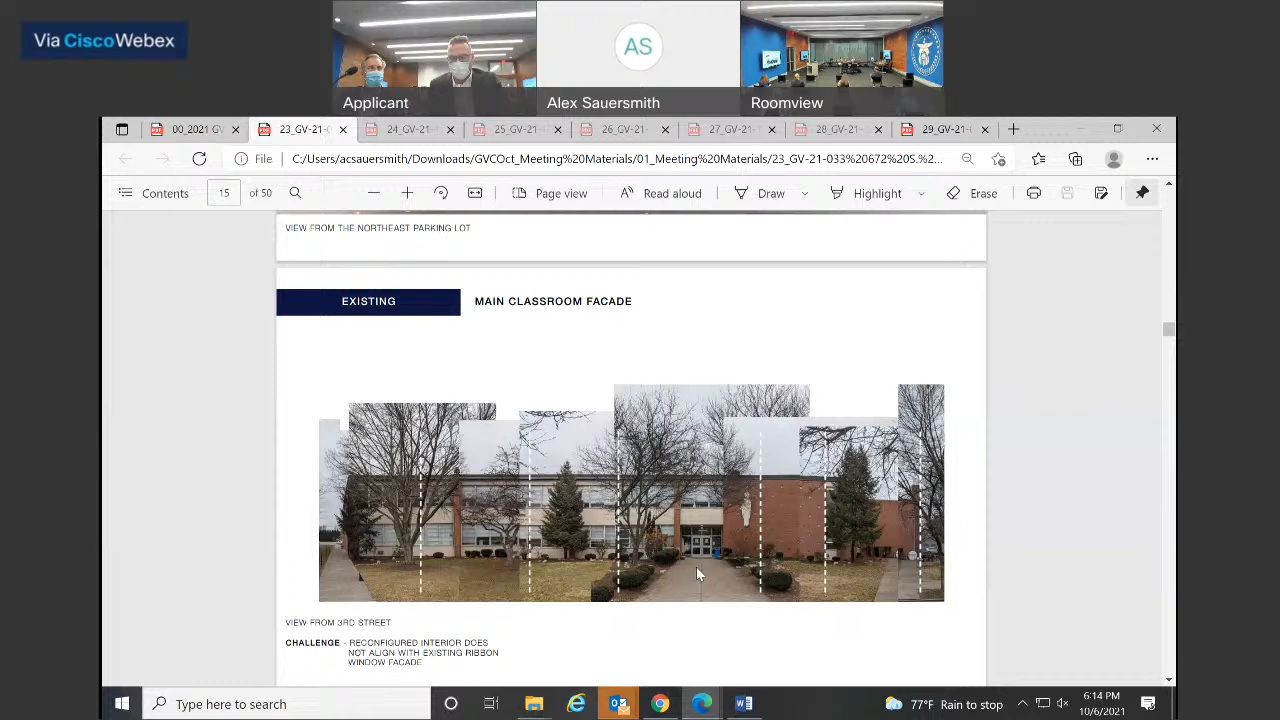 Via CiscoWebex
AS
Applicant
Alex Sauersmith
Roomview
00_2021 GV
23_GV-21-0
24_GV-21-
25_GV-21-
26_GV-21-
27_GV-21-
28_GV-21-
29_GV-21-
File
C:/Users/acsauersmith/Downloads/GVCOct_Meeting%20Materials/01_Meeting%20Materials/23_GV-21-033%20672%20S.%...
Contents
15
of 50
Page view
Read aloud
Draw
Highlight
Erase
VIEW FROM THE NORTHEAST PARKING LOT
EXISTING
MAIN CLASSROOM FACADE
VIEW FROM 3RD STREET
CHALLENGE - RECONFIGURED INTERIOR DOES
NOT ALIGN WITH EXISTING RIBBON
WINDOW FACADE
Type here to search
77°F Rain to stop
6:14 PM
10/6/2021